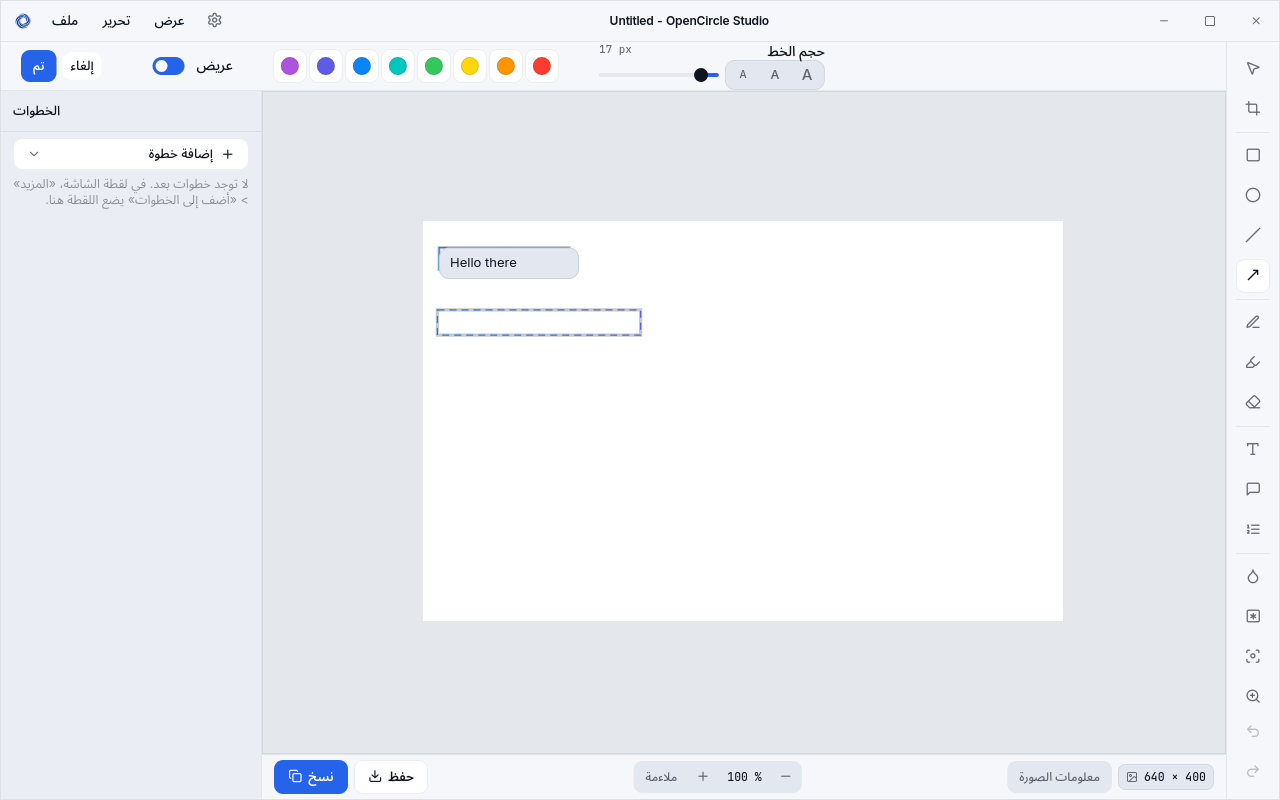 ملف
تحرير
عرض
Untitled - OpenCircle Studio
تم
إلغاء
عريض
17 px
حجم الخط
A
A
A
الخطوات
إضافة خطوة
لا توجد خطوات بعد. في لقطة الشاشة، «المزيد»
> «أضف إلى الخطوات» يضع اللقطة هنا.
Hello there
نسخ
حفظ
ملاءمة
100 %
معلومات الصورة
640 × 400